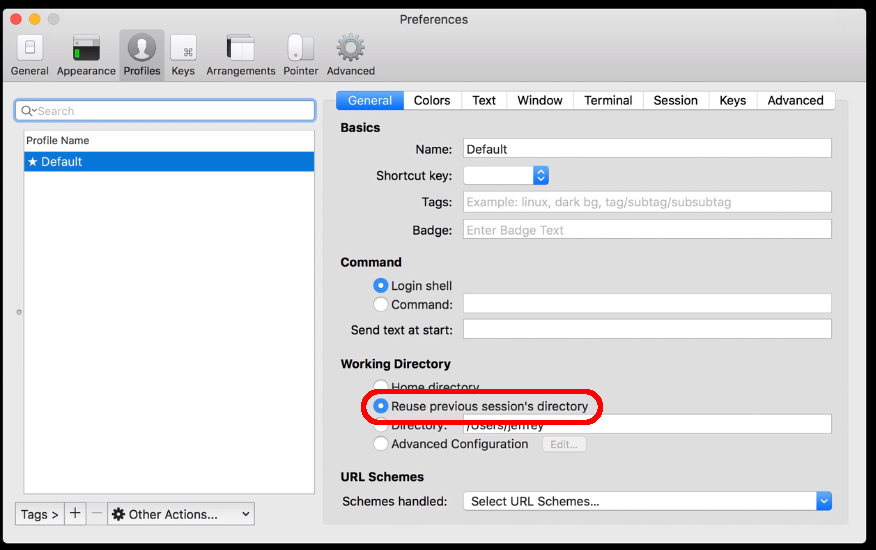 Preferences
General Appearance Profiles Keys Arrangements Pointer Advanced
Search
Profile Name
★ Default
Tags > + − Other Actions...
General Colors Text Window Terminal Session Keys Advanced
Basics
Name: Default
Shortcut key:
Tags: Example: linux, dark bg, tag/subtag/subsubtag
Badge: Enter Badge Text
Command
Login shell
Command:
Send text at start:
Working Directory
Home directory
Reuse previous session's directory
Directory: /Users/jeffrey
Advanced Configuration Edit...
URL Schemes
Schemes handled: Select URL Schemes...